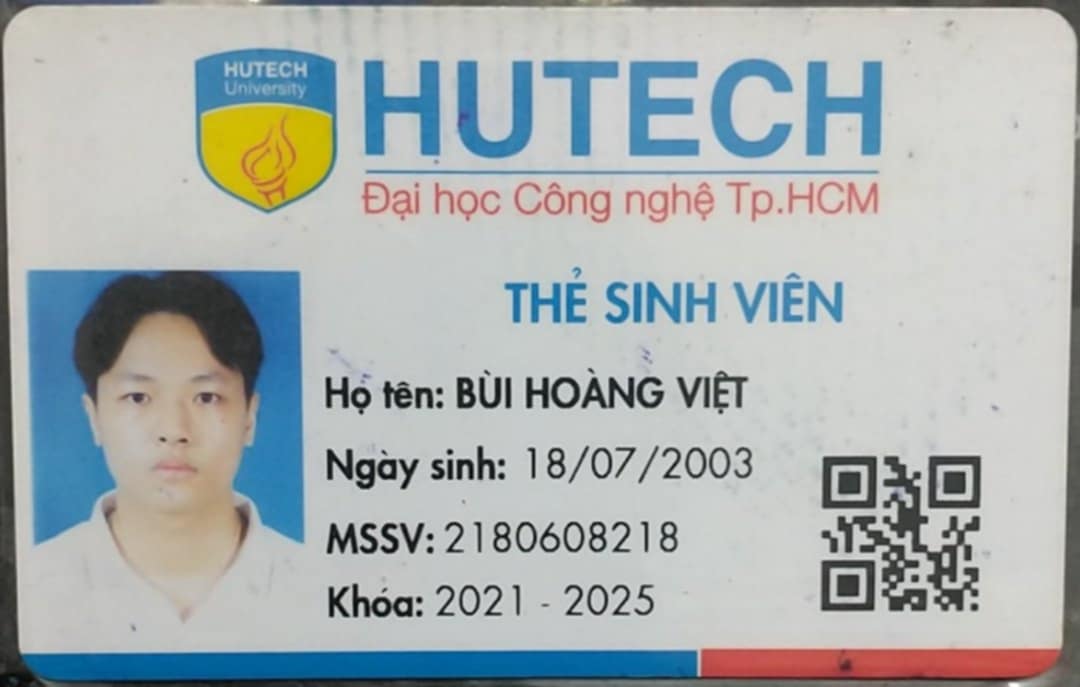 HUTECH
University
HUTECH
Đại học Công nghệ Tp.HCM
THẺ SINH VIÊN
Họ tên: BÙI HOÀNG VIỆT
Ngày sinh: 18/07/2003
MSSV: 2180608218
Khóa: 2021 - 2025